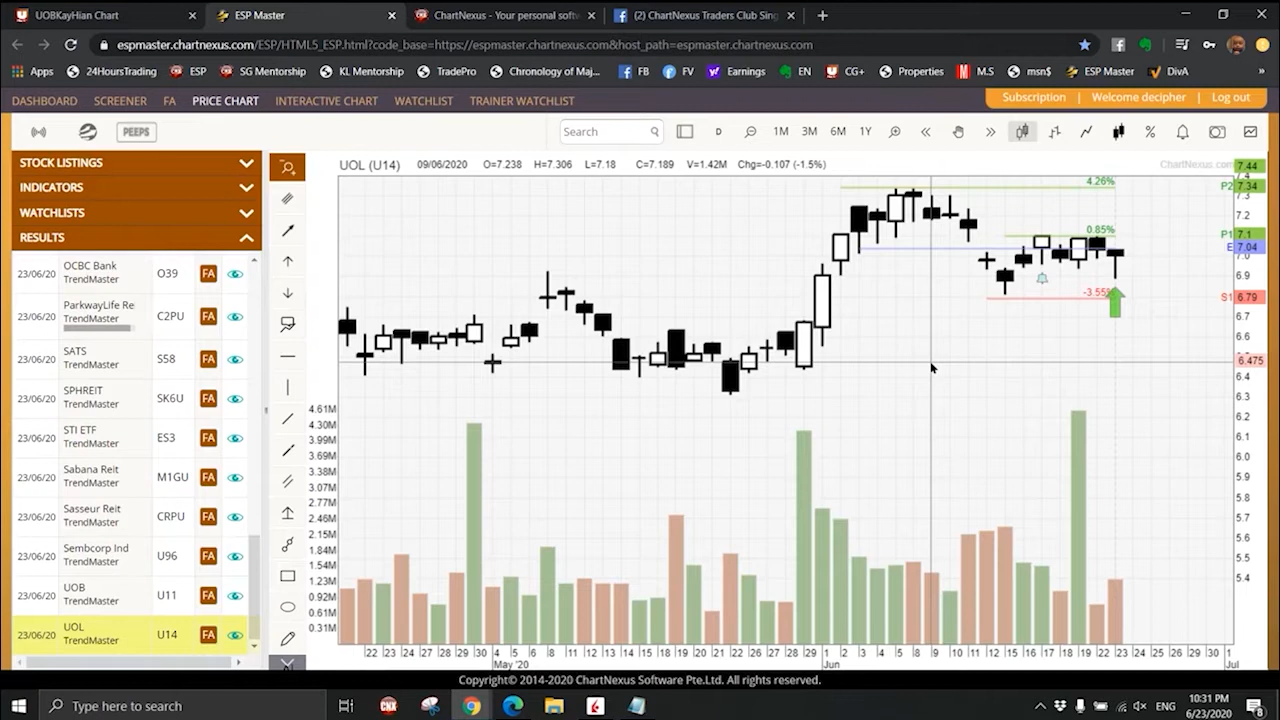 UOBKayHian Chart
ESP Master
ChartNexus - Your personal softw
(2) ChartNexus Traders Club Sing
espmaster.chartnexus.com/ESP/HTML5_ESP.html?code_base=https://espmaster.chartnexus.com&host_path=espmaster.chartnexus.com
Apps 24HoursTrading ESP SG Mentorship KL Mentorship TradePro Chronology of Maj... FB FV Earnings EN CG+ Properties M.S msn$ ESP Master DivA »
DASHBOARD SCREENER FA PRICE CHART INTERACTIVE CHART WATCHLIST TRAINER WATCHLIST
Subscription | Welcome decipher | Log out
PEEPS
Search
D 1M 3M 6M 1Y
STOCK LISTINGS
INDICATORS
WATCHLISTS
RESULTS
23/06/20 OCBC Bank TrendMaster O39 FA
23/06/20 ParkwayLife Re C2PU FA
23/06/20 SATS TrendMaster S58 FA
23/06/20 SPHREIT TrendMaster SK6U FA
23/06/20 STI ETF TrendMaster ES3 FA
23/06/20 Sabana Reit TrendMaster M1GU FA
23/06/20 Sasseur Reit TrendMaster CRPU FA
23/06/20 Sembcorp Ind TrendMaster U96 FA
23/06/20 UOB TrendMaster U11 FA
23/06/20 UOL TrendMaster U14 FA
UOL (U14) 09/06/2020 O=7.238 H=7.306 L=7.18 C=7.189 V=1.42M Chg=-0.107 (-1.5%)
ChartNexus.com
7.44
7.4
4.26%
P2 7.34
7.3
7.2
0.85%
P1 7.1
E 7.04
7.0
6.9
-3.55%
S1 6.79
6.7
6.6
6.475
6.4
6.3
6.2
6.1
6.0
5.9
5.8
5.7
5.6
5.5
5.4
4.61M
4.30M
3.99M
3.69M
3.38M
3.07M
2.77M
2.46M
2.15M
1.84M
1.54M
1.23M
0.92M
0.61M
0.31M
22 23 24 27 28 29 30 4 5 6 8 11 12 13 14 15 18 19 20 21 22 26 27 28 29 1 2 3 4 5 8 9 10 11 12 15 16 17 18 19 22 23 24 25 26 29 30 1
May '20 Jun Jul
Copyright© 2014-2020 ChartNexus Software Pte.Ltd. All rights reserved.
Type here to search
CNX
ENG
10:31 PM
6/23/2020
8